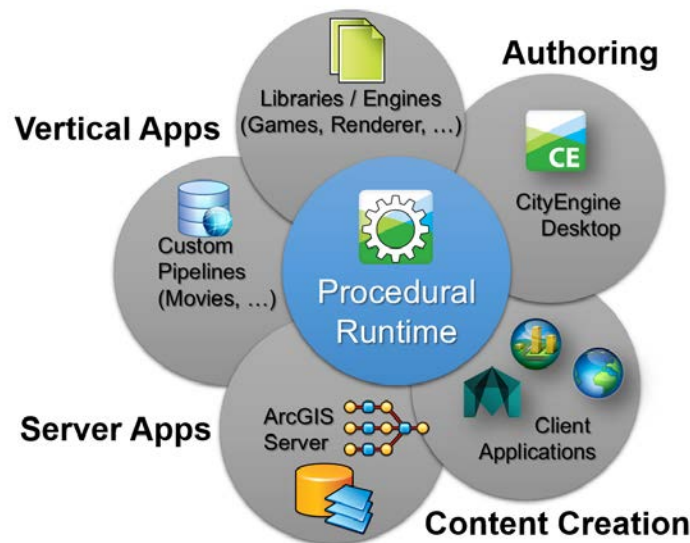 Authoring
Libraries / Engines
(Games, Renderer, ...)
Vertical Apps
CE
CityEngine
Desktop
Custom
Pipelines
(Movies, ...)
Procedural
Runtime
Server Apps
ArcGIS
Server
Client
Applications
Content Creation